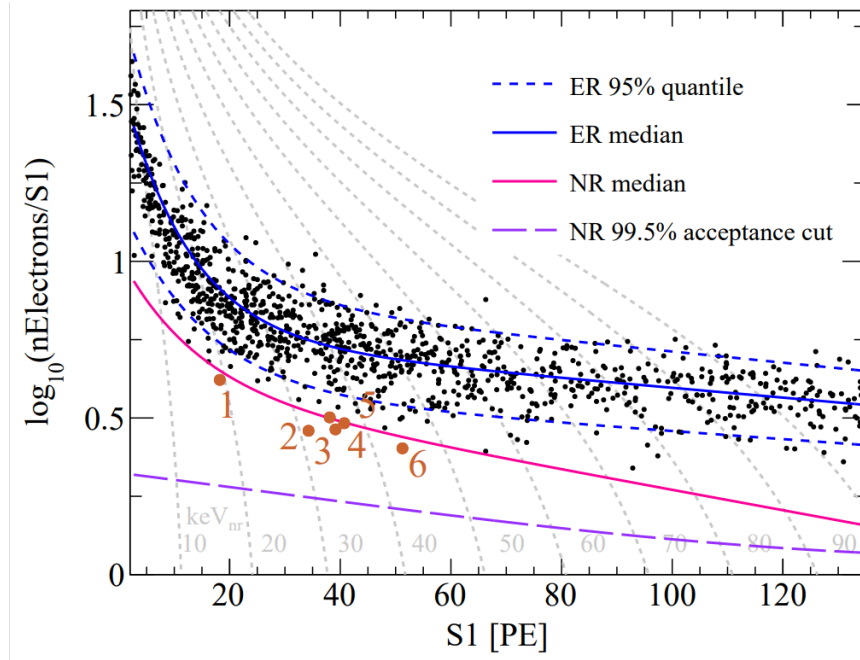 log10(nElectrons/S1)
1.5
1
0.5
0
ER 95% quantile
ER median
NR median
NR 99.5% acceptance cut
1
2
3
4
5
6
keVnr
10 20 30 40 50 60 70 80 90
20 40 60 80 100 120
S1 [PE]